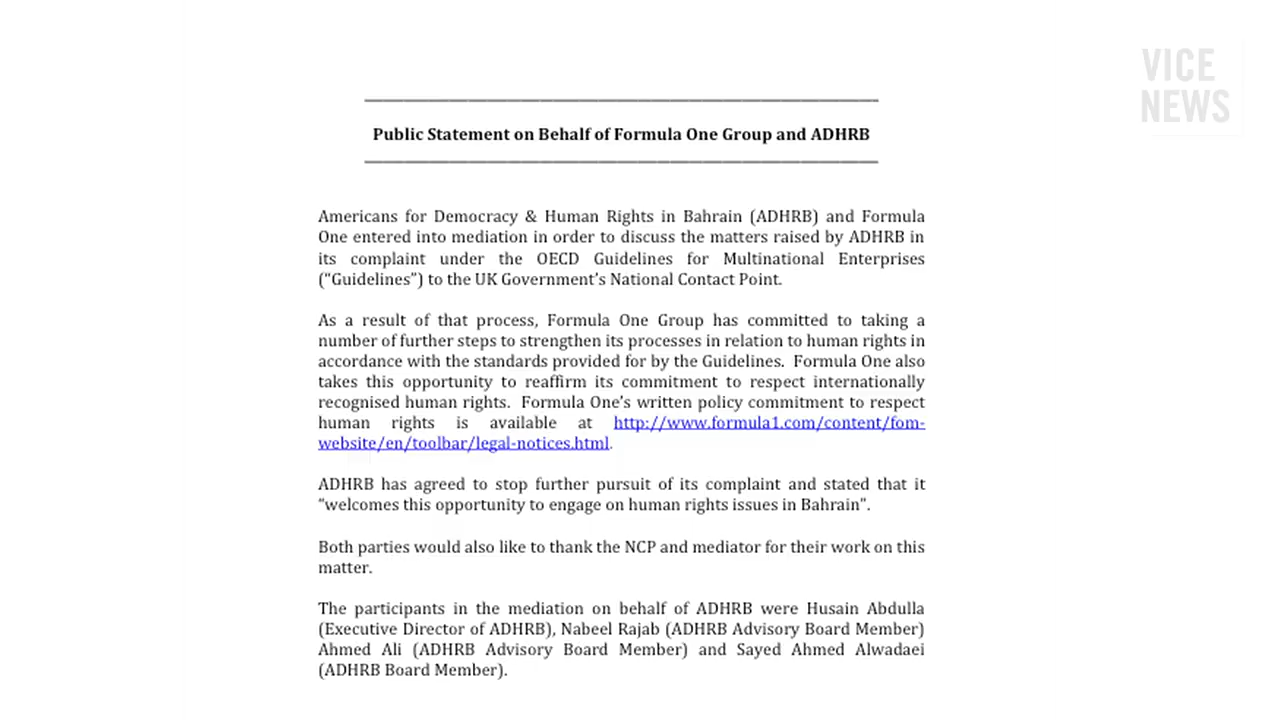 VICE
NEWS
Public Statement on Behalf of Formula One Group and ADHRB
Americans for Democracy & Human Rights in Bahrain (ADHRB) and Formula
One entered into mediation in order to discuss the matters raised by ADHRB in
its complaint under the OECD Guidelines for Multinational Enterprises
(“Guidelines”) to the UK Government’s National Contact Point.
As a result of that process, Formula One Group has committed to taking a
number of further steps to strengthen its processes in relation to human rights in
accordance with the standards provided for by the Guidelines. Formula One also
takes this opportunity to reaffirm its commitment to respect internationally
recognised human rights. Formula One’s written policy commitment to respect
human rights is available at http://www.formula1.com/content/fom-
website/en/toolbar/legal-notices.html.
ADHRB has agreed to stop further pursuit of its complaint and stated that it
“welcomes this opportunity to engage on human rights issues in Bahrain”.
Both parties would also like to thank the NCP and mediator for their work on this
matter.
The participants in the mediation on behalf of ADHRB were Husain Abdulla
(Executive Director of ADHRB), Nabeel Rajab (ADHRB Advisory Board Member)
Ahmed Ali (ADHRB Advisory Board Member) and Sayed Ahmed Alwadaei
(ADHRB Board Member).